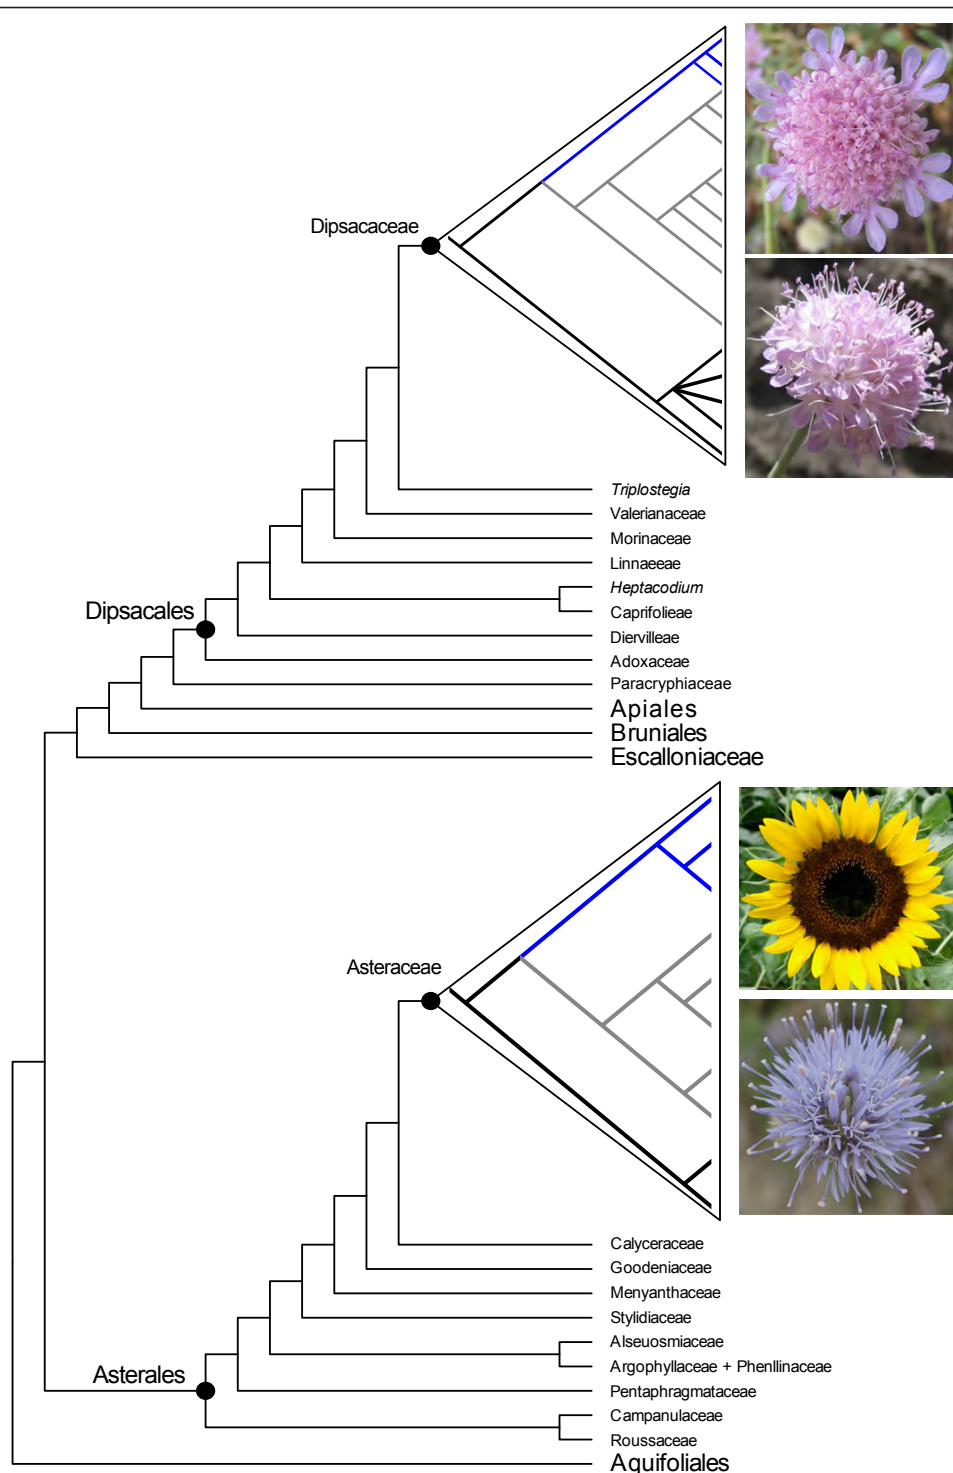 Dipsacaceae
Triplostegia
Valerianaceae
Morinaceae
Linnaeeae
Heptacodium
Caprifolieae
Dipsacales
Diervilleae
Adoxaceae
Paracryphiaceae
Apiales
Bruniales
Escalloniaceae
Asteraceae
Calyceraceae
Goodeniaceae
Menyanthaceae
Stylidiaceae
Alseuosmiaceae
Argophyllaceae + Phenllinaceae
Asterales
Pentaphragmataceae
Campanulaceae
Roussaceae
Aquifoliales